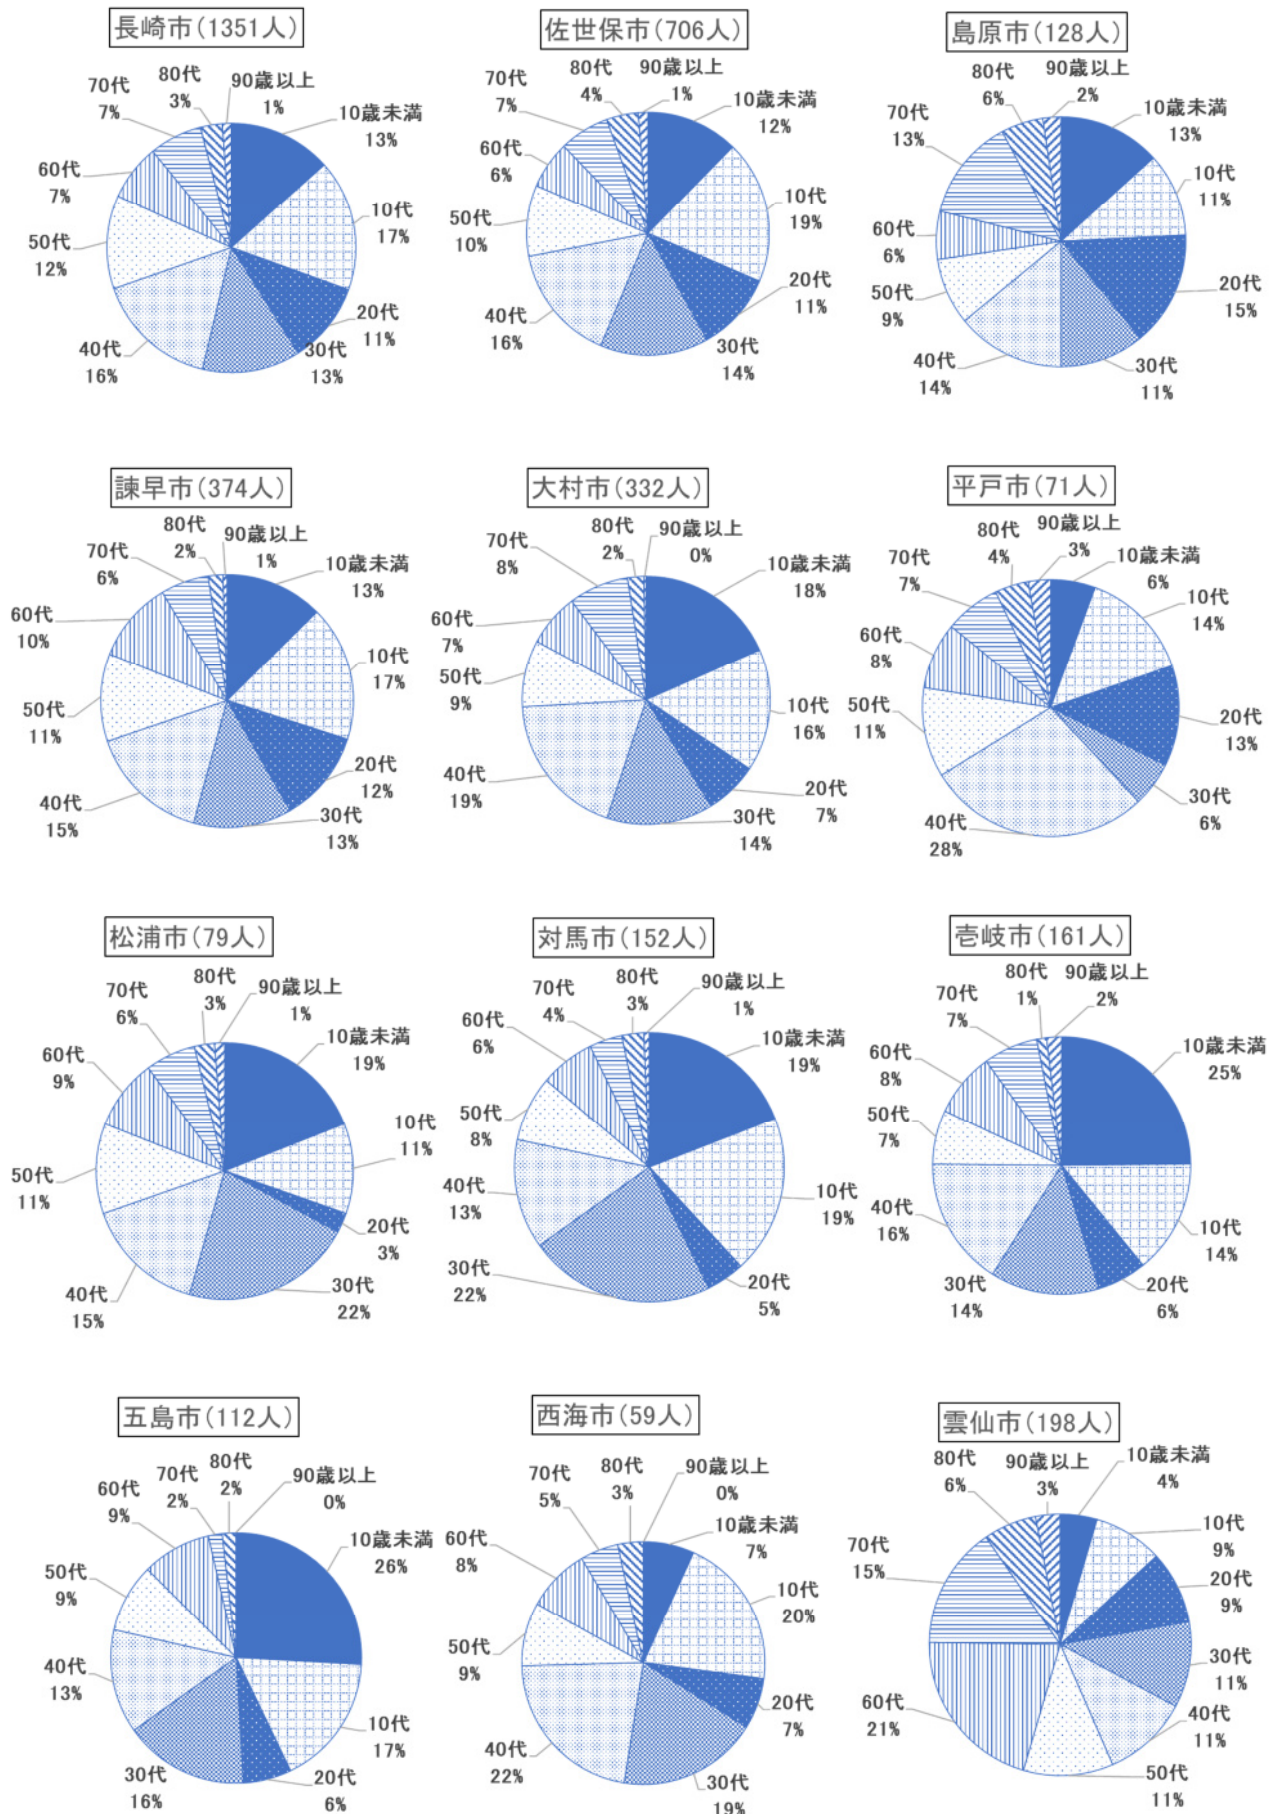 長崎市(1351人)
10歳未満
13%
10代
17%
20代
11%
30代
13%
40代
16%
50代
12%
60代
7%
70代
7%
80代
3%
90歳以上
1%
佐世保市(706人)
10歳未満
12%
10代
19%
20代
11%
30代
14%
40代
16%
50代
10%
60代
6%
70代
7%
80代
4%
90歳以上
1%
島原市(128人)
10歳未満
13%
10代
11%
20代
15%
30代
11%
40代
14%
50代
9%
60代
6%
70代
13%
80代
6%
90歳以上
2%
諫早市(374人)
10歳未満
13%
10代
17%
20代
12%
30代
13%
40代
15%
50代
11%
60代
10%
70代
6%
80代
2%
90歳以上
1%
大村市(332人)
10歳未満
18%
10代
16%
20代
7%
30代
14%
40代
19%
50代
9%
60代
7%
70代
8%
80代
2%
90歳以上
0%
平戸市(71人)
10歳未満
6%
10代
14%
20代
13%
30代
6%
40代
28%
50代
11%
60代
8%
70代
7%
80代
4%
90歳以上
3%
松浦市(79人)
10歳未満
19%
10代
11%
20代
3%
30代
22%
40代
15%
50代
11%
60代
9%
70代
6%
80代
3%
90歳以上
1%
対馬市(152人)
10歳未満
19%
10代
19%
20代
5%
30代
22%
40代
13%
50代
8%
60代
6%
70代
4%
80代
3%
90歳以上
1%
壱岐市(161人)
10歳未満
25%
10代
14%
20代
6%
30代
14%
40代
16%
50代
7%
60代
8%
70代
7%
80代
1%
90歳以上
2%
五島市(112人)
10歳未満
26%
10代
17%
20代
6%
30代
16%
40代
13%
50代
9%
60代
9%
70代
2%
80代
2%
90歳以上
0%
西海市(59人)
10歳未満
7%
10代
20%
20代
7%
30代
19%
40代
22%
50代
9%
60代
8%
70代
5%
80代
3%
90歳以上
0%
雲仙市(198人)
10歳未満
4%
10代
9%
20代
9%
30代
11%
40代
11%
50代
11%
60代
21%
70代
15%
80代
6%
90歳以上
3%